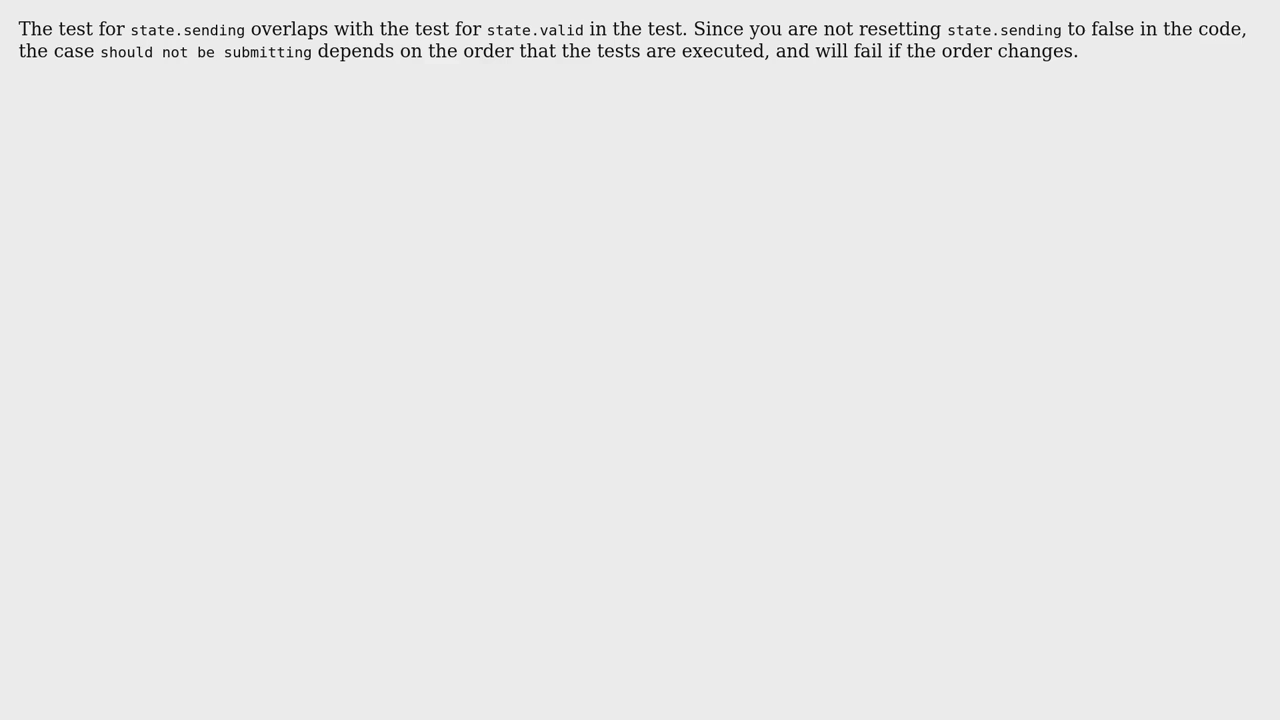 The test for state.sending overlaps with the test for state.valid in the test. Since you are not resetting state.sending to false in the code,
the case should not be submitting depends on the order that the tests are executed, and will fail if the order changes.